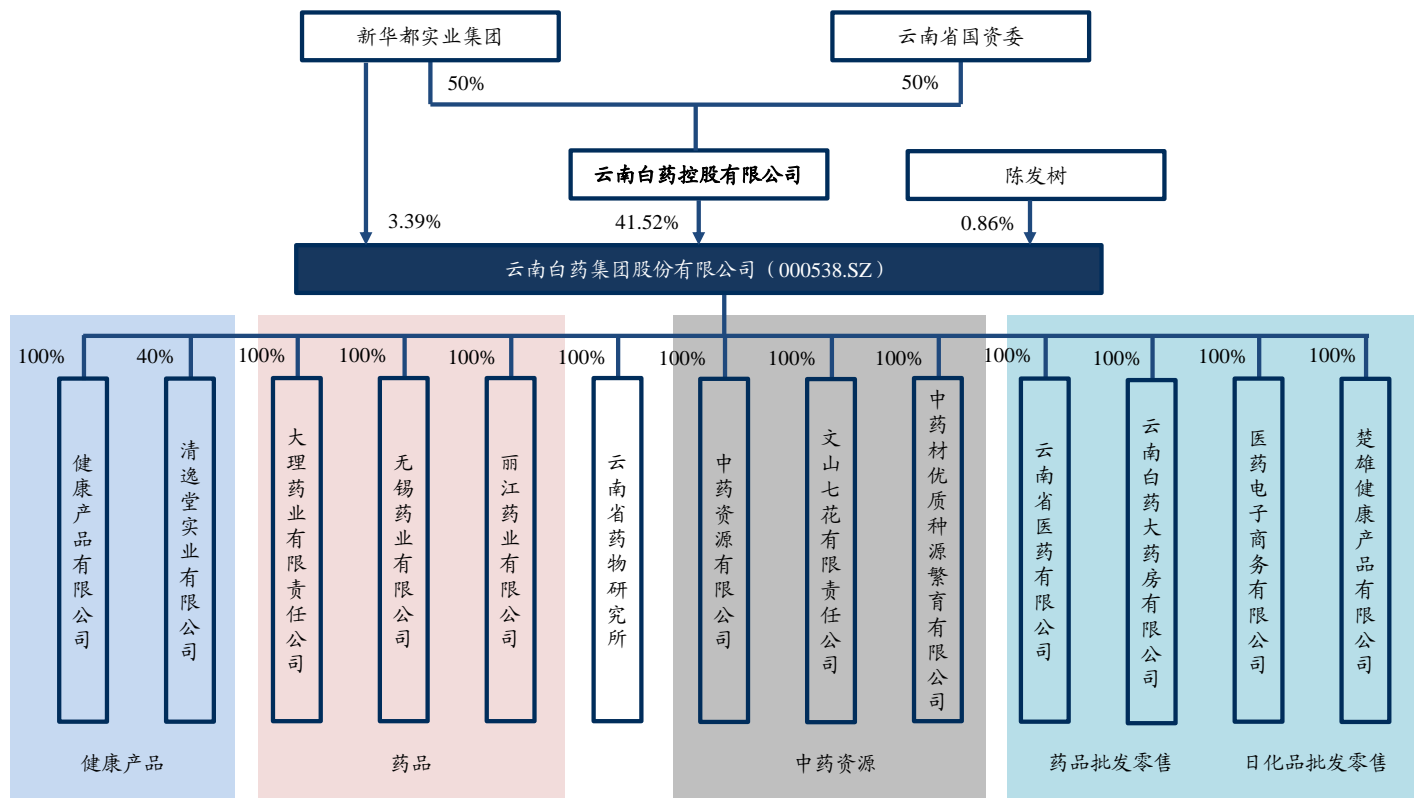 新华都实业集团
云南省国资委
50%
50%
云南白药控股有限公司
陈发树
3.39%
41.52%
0.86%
云南白药集团股份有限公司（000538.SZ）
100%
40%
100%
100%
100%
100%
100%
100%
100%
100%
100%
100%
100%
健康产品有限公司
清逸堂实业有限公司
大理药业有限责任公司
无锡药业有限公司
丽江药业有限公司
云南省药物研究所
中药资源有限公司
文山七花有限责任公司
中药材优质种源繁育有限公司
云南省医药有限公司
云南白药大药房有限公司
医药电子商务有限公司
楚雄健康产品有限公司
健康产品
药品
中药资源
药品批发零售
日化品批发零售